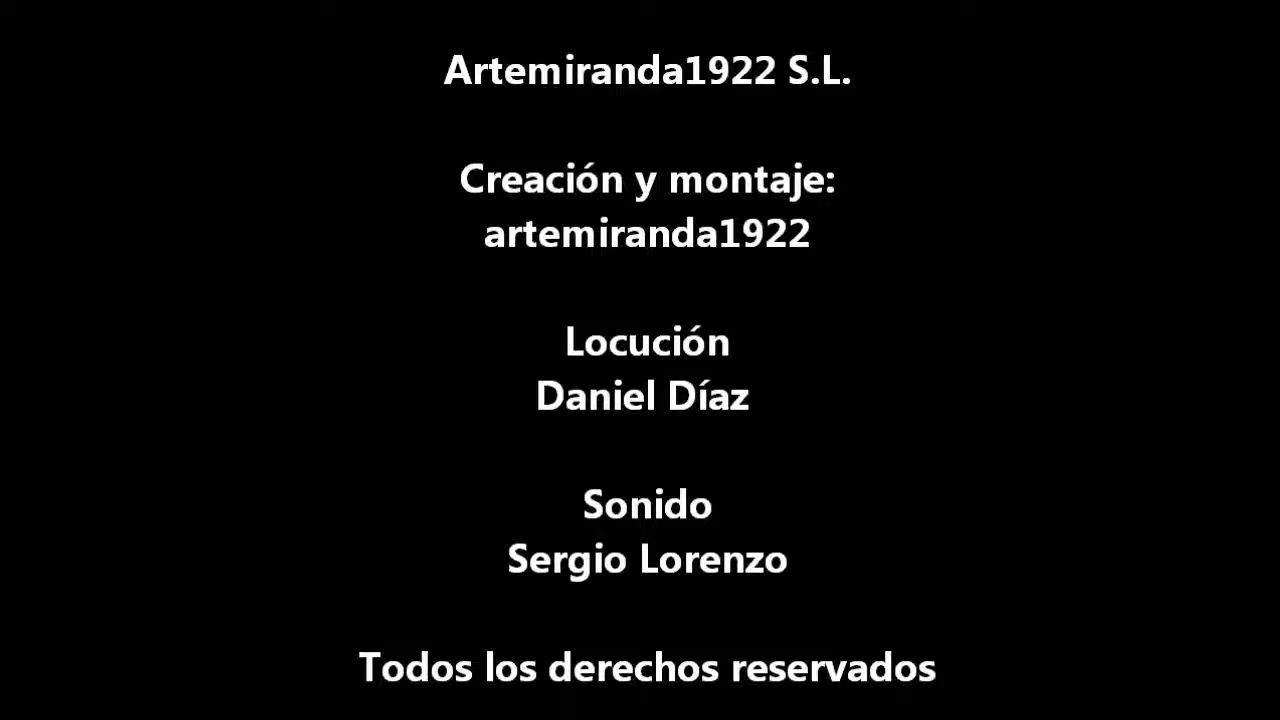 Artemiranda1922 S.L.
Creación y montaje:
artemiranda1922
Locución
Daniel Díaz
Sonido
Sergio Lorenzo
Todos los derechos reservados